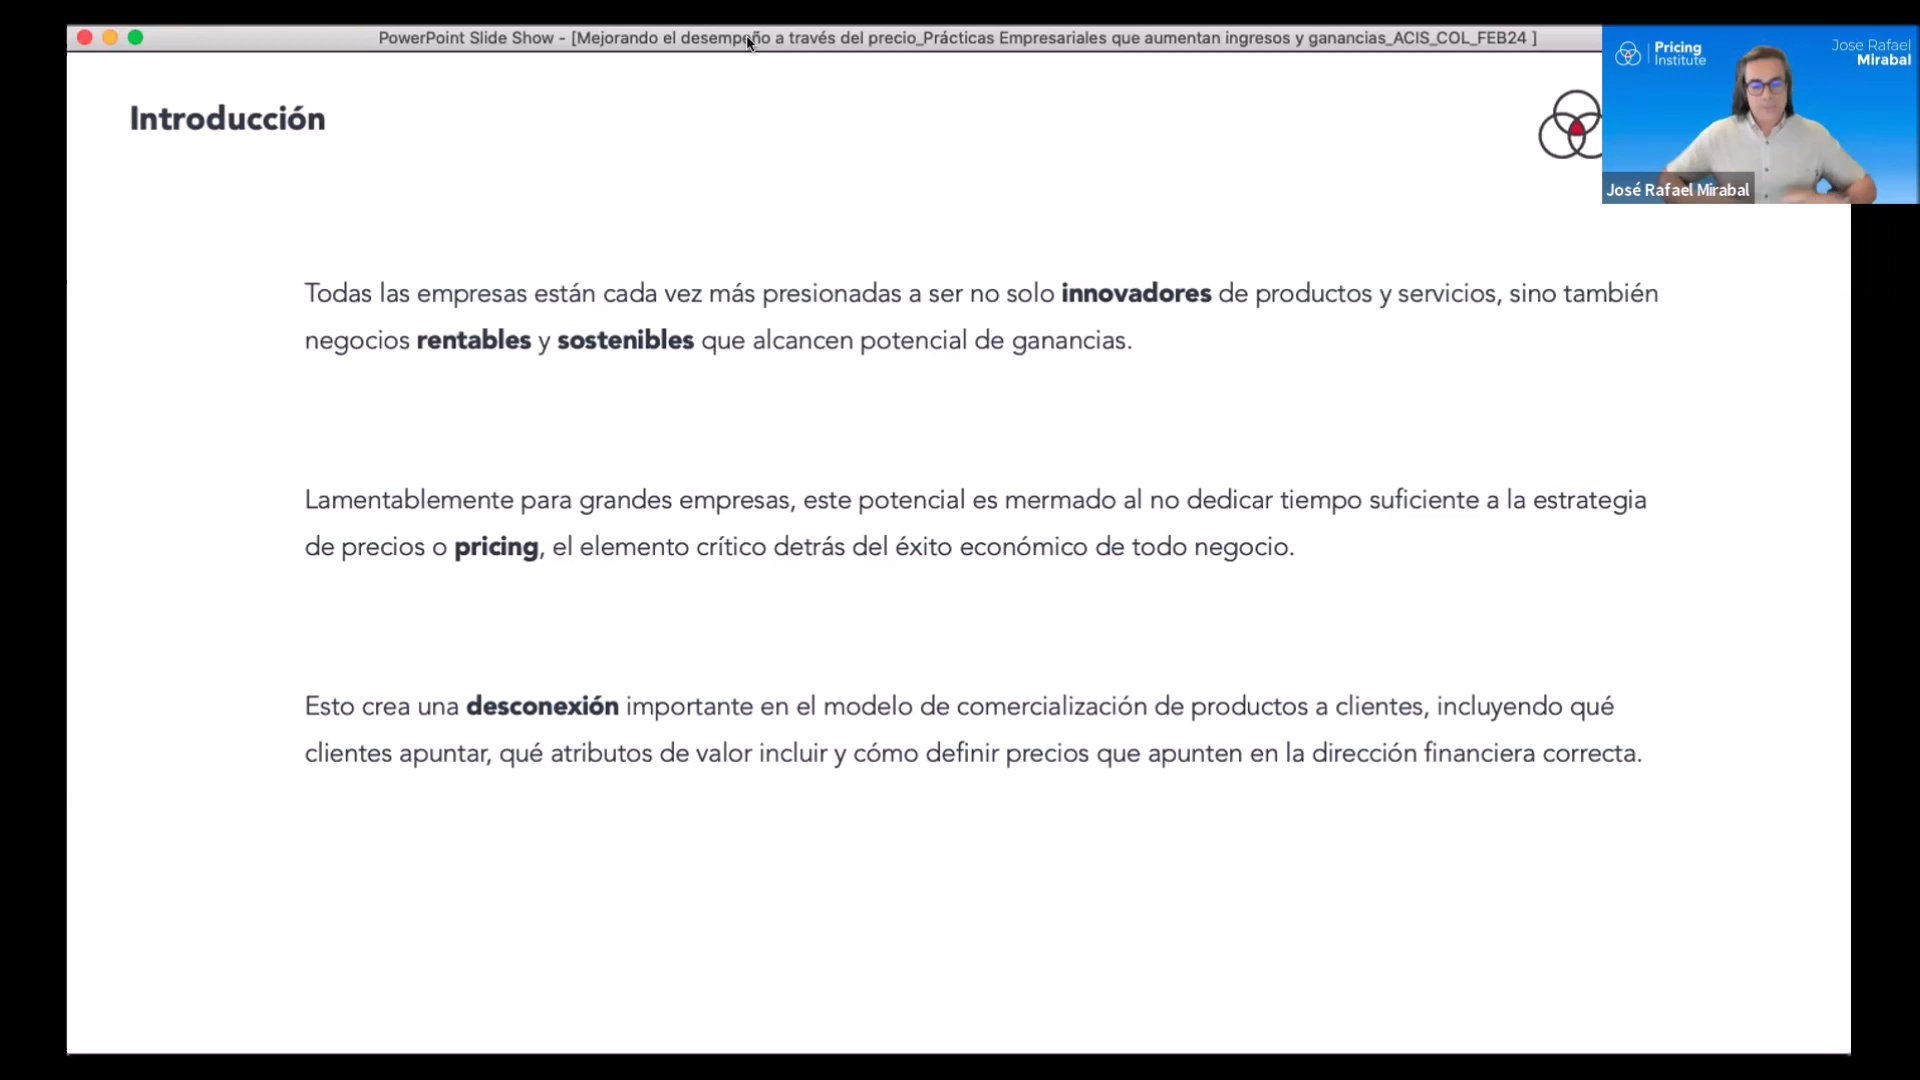 PowerPoint Slide Show - [Mejorando el desempeño a través del precio_Prácticas Empresariales que aumentan ingresos y ganancias_ACIS_COL_FEB24 ]
Pricing
Institute
Jose Rafael
Mirabal
José Rafael Mirabal
Introducción
Todas las empresas están cada vez más presionadas a ser no solo innovadores de productos y servicios, sino también
negocios rentables y sostenibles que alcancen potencial de ganancias.
Lamentablemente para grandes empresas, este potencial es mermado al no dedicar tiempo suficiente a la estrategia
de precios o pricing, el elemento crítico detrás del éxito económico de todo negocio.
Esto crea una desconexión importante en el modelo de comercialización de productos a clientes, incluyendo qué
clientes apuntar, qué atributos de valor incluir y cómo definir precios que apunten en la dirección financiera correcta.